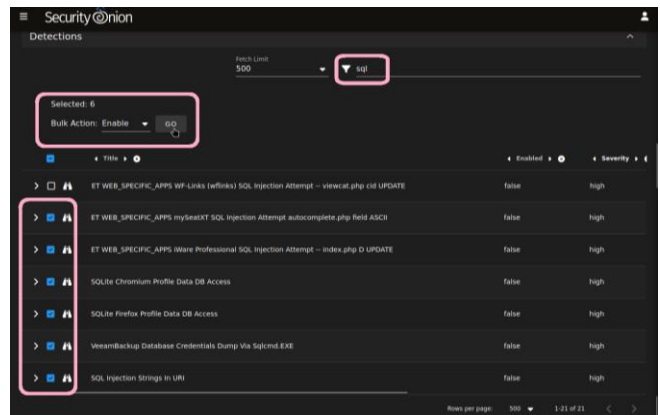 Security Onion
Detections
Fetch Limit
500
sql
Selected: 6
Bulk Action: Enable GO
Title Enabled Severity
ET WEB_SPECIFIC_APPS WF-Links (wflinks) SQL Injection Attempt -- viewcat.php cid UPDATE false high
ET WEB_SPECIFIC_APPS mySeatXT SQL Injection Attempt autocomplete.php field ASCII false high
ET WEB_SPECIFIC_APPS iWare Professional SQL Injection Attempt -- index.php D UPDATE false high
SQLite Chromium Profile Data DB Access false high
SQLite Firefox Profile Data DB Access false high
VeeamBackup Database Credentials Dump Via Sqlcmd.EXE false high
SQL Injection Strings In URI false high
Rows per page: 500 1-21 of 21